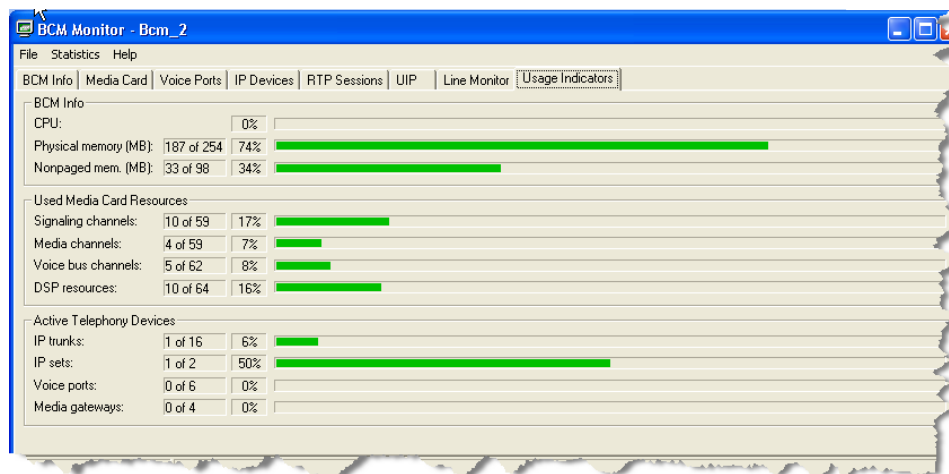 BCM Monitor - Bcm_2
File Statistics Help
BCM Info Media Card Voice Ports IP Devices RTP Sessions UIP Line Monitor Usage Indicators
BCM Info
CPU: 0%
Physical memory (MB): 187 of 254 74%
Nonpaged mem. (MB): 33 of 98 34%
Used Media Card Resources
Signaling channels: 10 of 59 17%
Media channels: 4 of 59 7%
Voice bus channels: 5 of 62 8%
DSP resources: 10 of 64 16%
Active Telephony Devices
IP trunks: 1 of 16 6%
IP sets: 1 of 2 50%
Voice ports: 0 of 6 0%
Media gateways: 0 of 4 0%